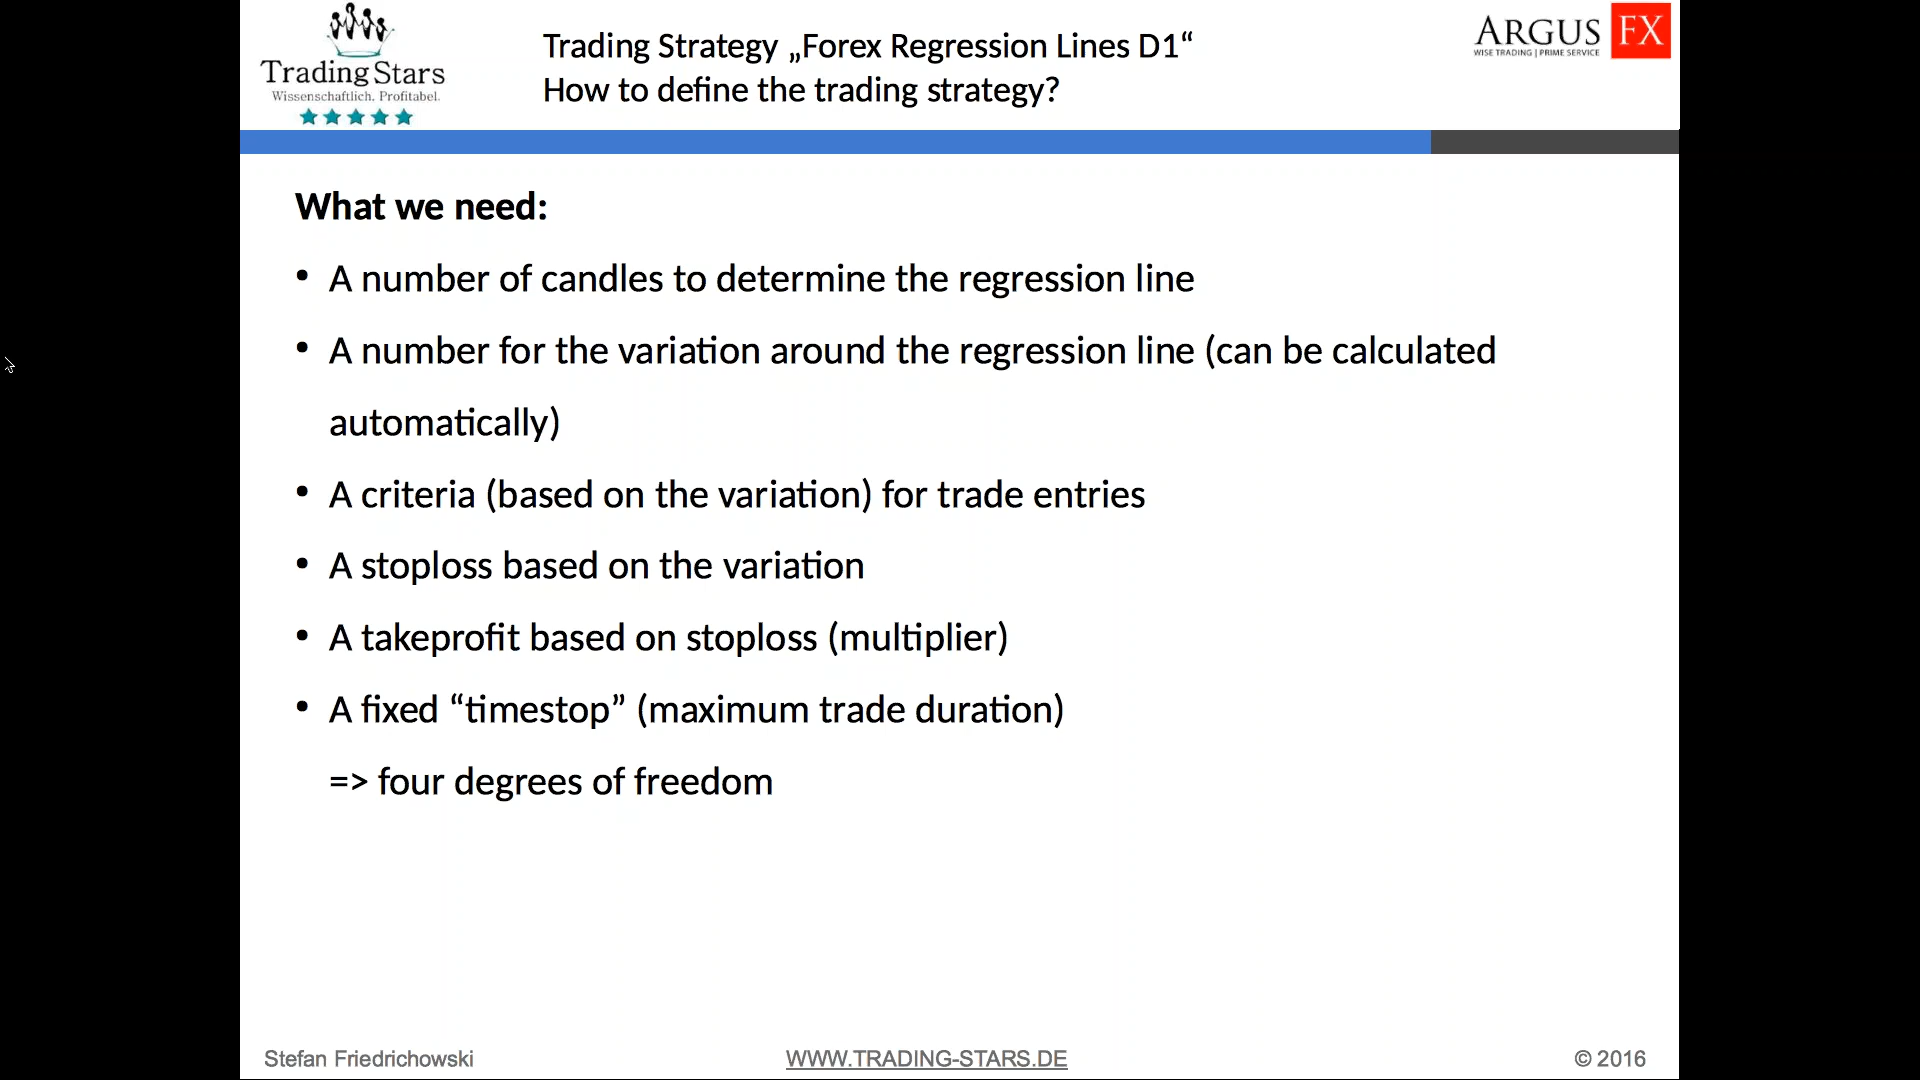 Trading Stars
Wissenschaftlich. Profitabel.
Trading Strategy „Forex Regression Lines D1“
How to define the trading strategy?
ARGUS FX
WISE TRADING | PRIME SERVICE
What we need:
• A number of candles to determine the regression line
• A number for the variation around the regression line (can be calculated
automatically)
• A criteria (based on the variation) for trade entries
• A stoploss based on the variation
• A takeprofit based on stoploss (multiplier)
• A fixed “timestop” (maximum trade duration)
=> four degrees of freedom
Stefan Friedrichowski
WWW.TRADING-STARS.DE
© 2016